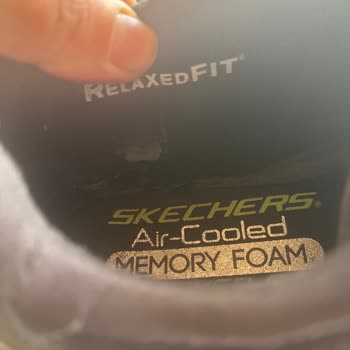 RELAXEDFIT®
SKECHERS®
Air-Cooled
MEMORY FOAM